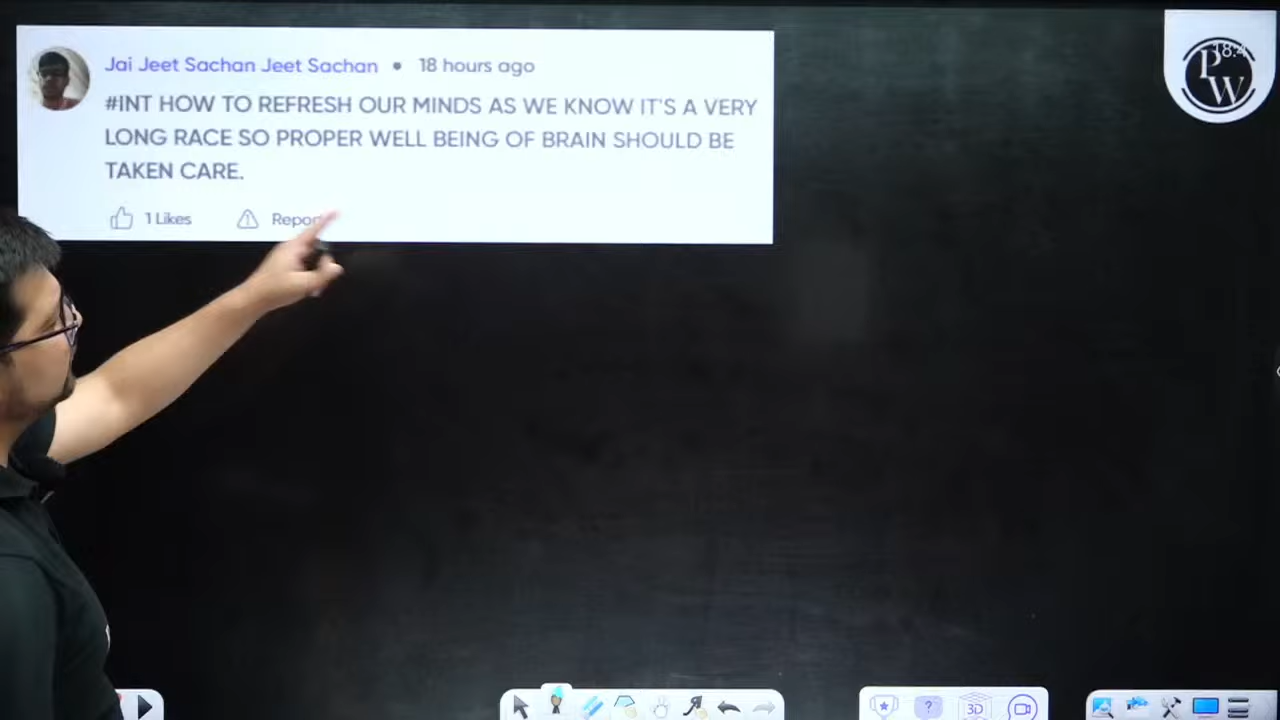 Jai Jeet Sachan Jeet Sachan • 18 hours ago
#INT HOW TO REFRESH OUR MINDS AS WE KNOW IT'S A VERY
LONG RACE SO PROPER WELL BEING OF BRAIN SHOULD BE
TAKEN CARE.
1 Likes
PW
?
3D